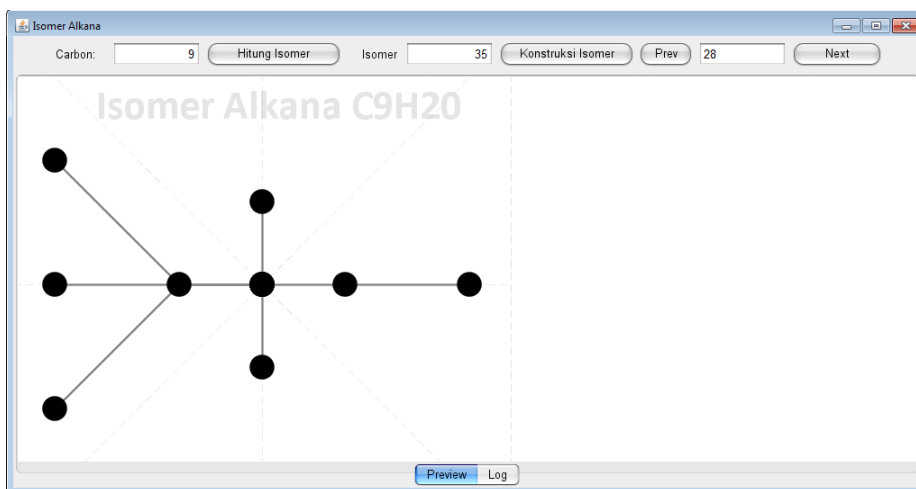 Isomer Alkana
Carbon: 9 Hitung Isomer Isomer 35 Konstruksi Isomer Prev 28 Next
Isomer Alkana C9H20
Preview Log